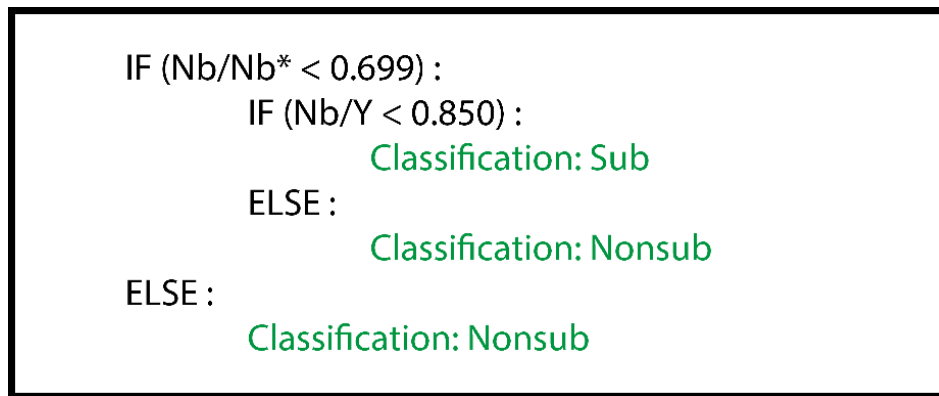 IF (Nb/Nb* < 0.699) :
IF (Nb/Y < 0.850) :
Classification: Sub
ELSE :
Classification: Nonsub
ELSE :
Classification: Nonsub